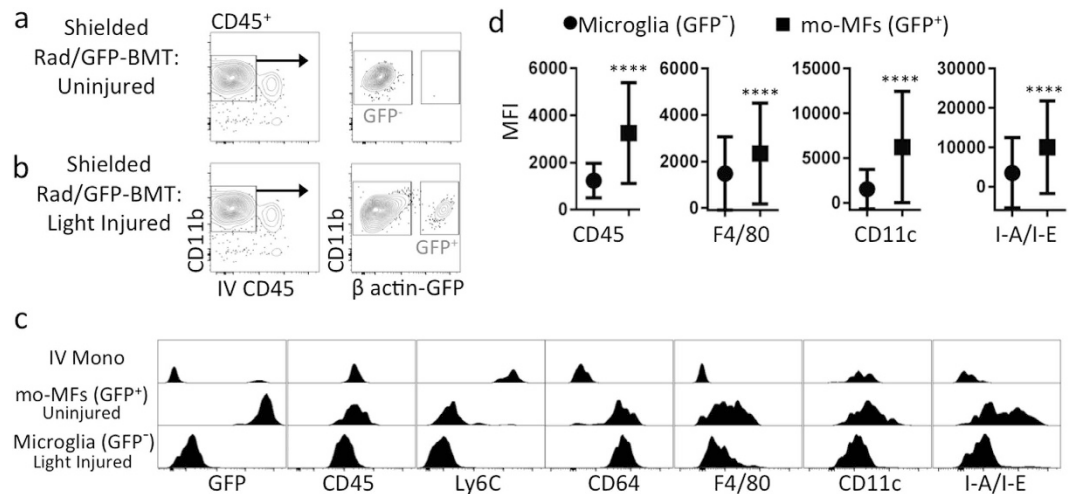 a
Shielded
Rad/GFP-BMT:
Uninjured
CD45⁺
GFP⁻
b
Shielded
Rad/GFP-BMT:
Light Injured
CD11b
IV CD45
CD11b
GFP⁺
β actin-GFP
d
Microglia (GFP⁻)
mo-MFs (GFP⁺)
MFI
6000
4000
2000
0
****
CD45
6000
4000
2000
0
****
F4/80
15000
10000
5000
0
****
CD11c
30000
20000
10000
0
****
I-A/I-E
c
IV Mono
mo-MFs (GFP⁺)
Uninjured
Microglia (GFP⁻)
Light Injured
GFP CD45 Ly6C CD64 F4/80 CD11c I-A/I-E